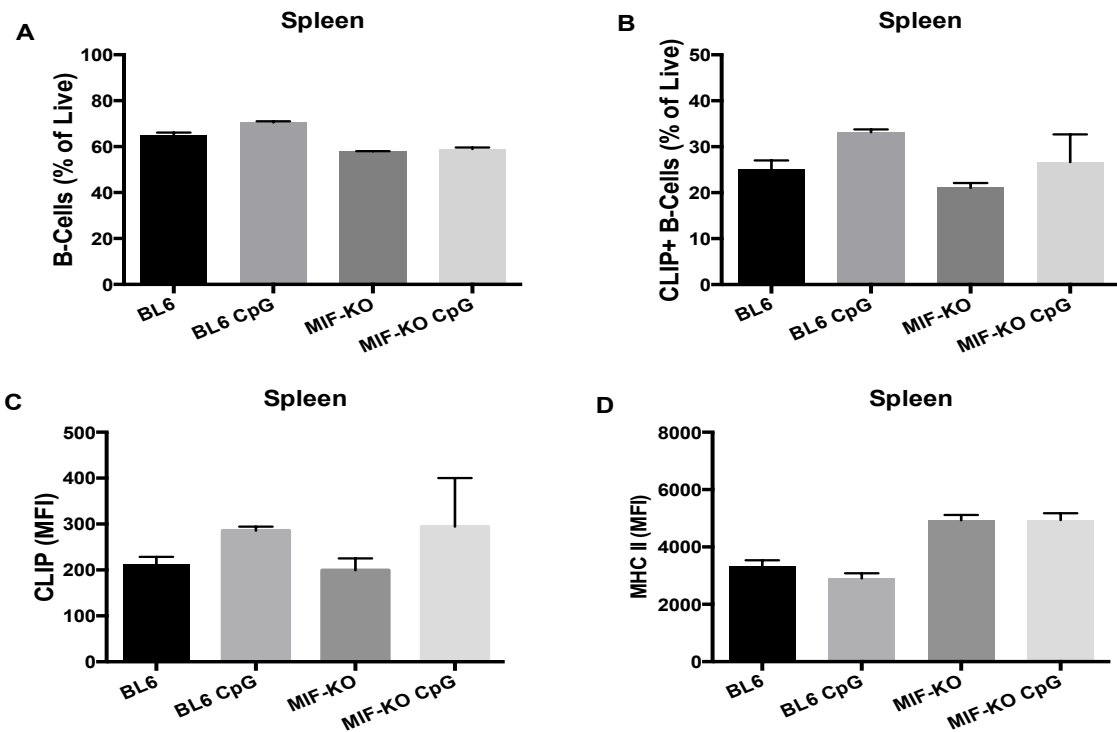 A
Spleen
B-Cells (% of Live)
100
80
60
40
20
0
BL6
BL6 CpG
MIF-KO
MIF-KO CpG
B
Spleen
CLIP+ B-Cells (% of Live)
50
40
30
20
10
0
BL6
BL6 CpG
MIF-KO
MIF-KO CpG
C
Spleen
CLIP (MFI)
500
400
300
200
100
0
BL6
BL6 CpG
MIF-KO
MIF-KO CpG
D
Spleen
MHC II (MFI)
8000
6000
4000
2000
0
BL6
BL6 CpG
MIF-KO
MIF-KO CpG